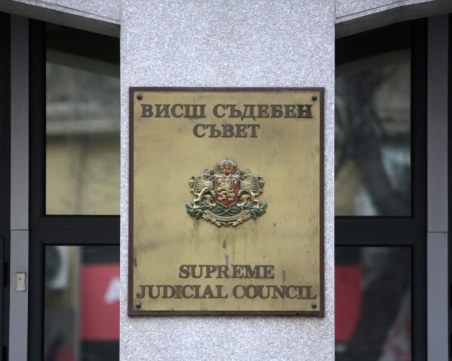 ВИСШ СЪДЕБЕН
СЪВЕТ
SUPREME
JUDICIAL COUNCIL